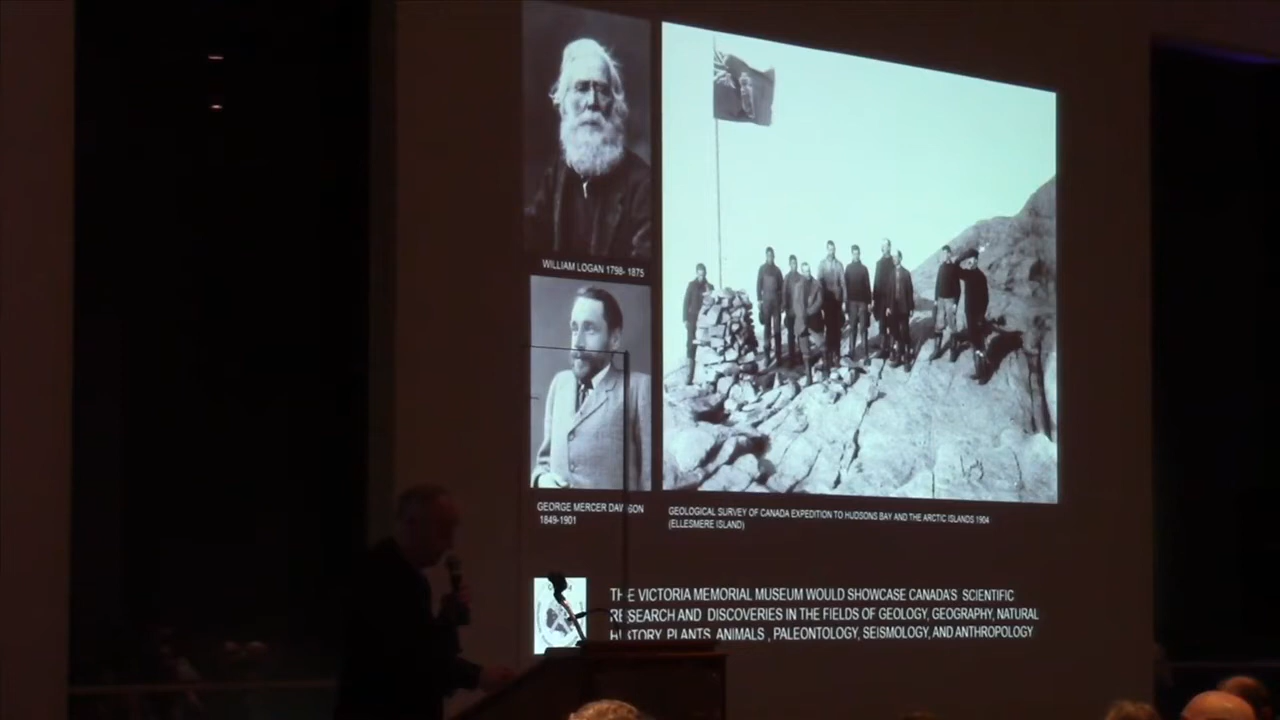 WILLIAM LOGAN 1798- 1875
GEORGE MERCER DAWSON
1849-1901
GEOLOGICAL SURVEY OF CANADA EXPEDITION TO HUDSONS BAY AND THE ARCTIC ISLANDS 1904
(ELLESMERE ISLAND)
THE VICTORIA MEMORIAL MUSEUM WOULD SHOWCASE CANADA'S SCIENTIFIC
RESEARCH AND DISCOVERIES IN THE FIELDS OF GEOLOGY, GEOGRAPHY, NATURAL
HISTORY, PLANTS, ANIMALS , PALEONTOLOGY, SEISMOLOGY, AND ANTHROPOLOGY